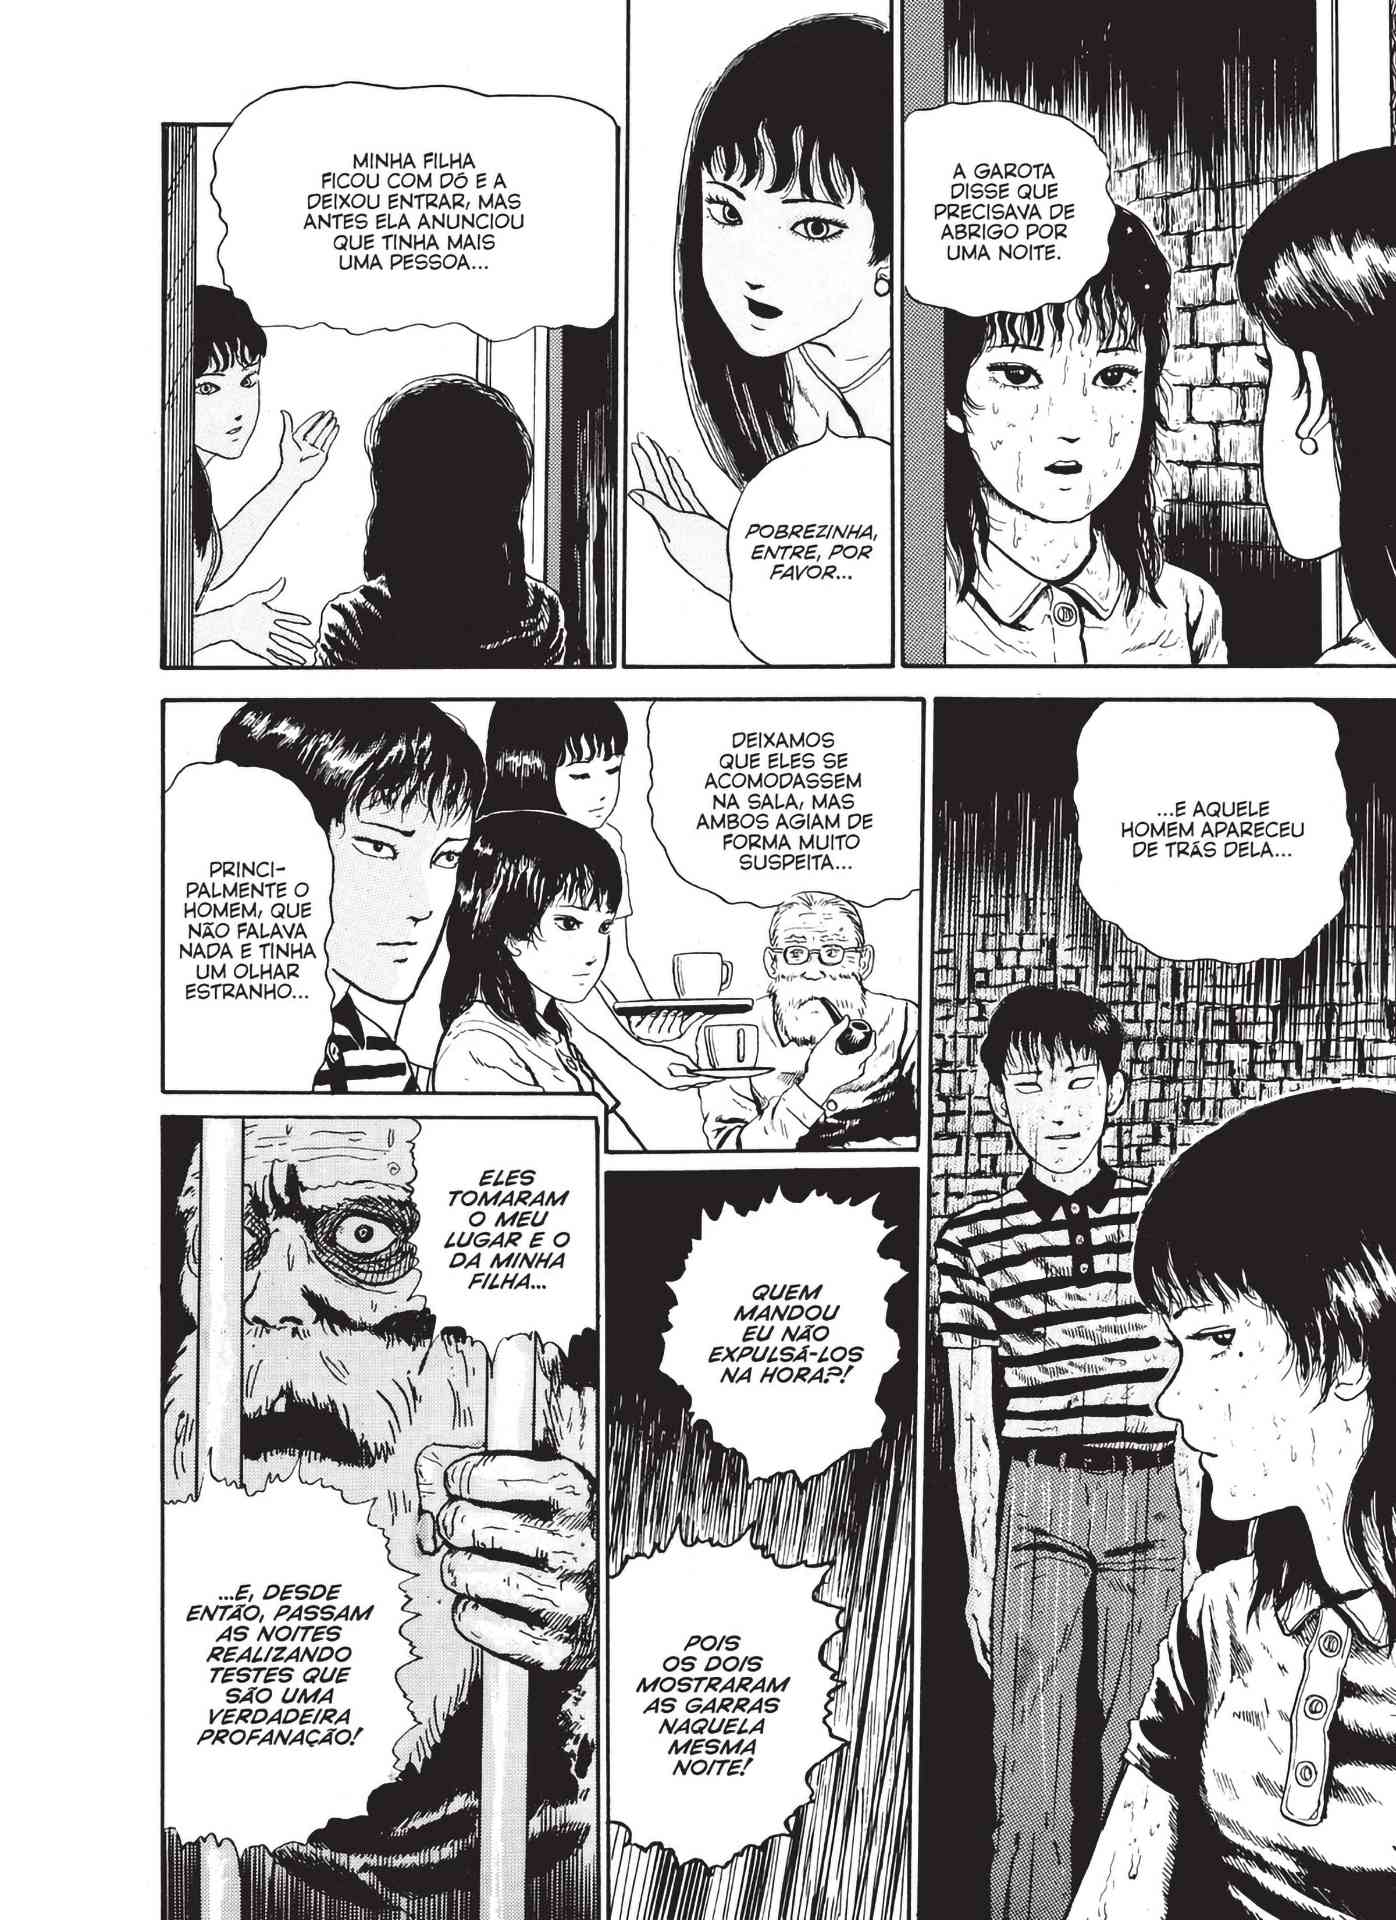 A GAROTA
DISSE QUE
PRECISAVA DE
ABRIGO POR
UMA NOITE.
POBREZINHA,
ENTRE, POR
FAVOR...
MINHA FILHA
FICOU COM DÓ E A
DEIXOU ENTRAR, MAS
ANTES ELA ANUNCIOU
QUE TINHA MAIS
UMA PESSOA...
...E AQUELE
HOMEM APARECEU
DE TRÁS DELA...
DEIXAMOS
QUE ELES SE
ACOMODASSEM
NA SALA, MAS
AMBOS AGIAM DE
FORMA MUITO
SUSPEITA...
PRINCI-
PALMENTE O
HOMEM, QUE
NÃO FALAVA
NADA E TINHA
UM OLHAR
ESTRANHO...
QUEM
MANDOU
EU NÃO
EXPULSÁ-LOS
NA HORA?!
POIS
OS DOIS
MOSTRARAM
AS GARRAS
NAQUELA
MESMA
NOITE!
ELES
TOMARAM
O MEU
LUGAR E O
DA MINHA
FILHA...
...E, DESDE
ENTÃO, PASSAM
AS NOITES
REALIZANDO
TESTES QUE
SÃO UMA
VERDADEIRA
PROFANAÇÃO!